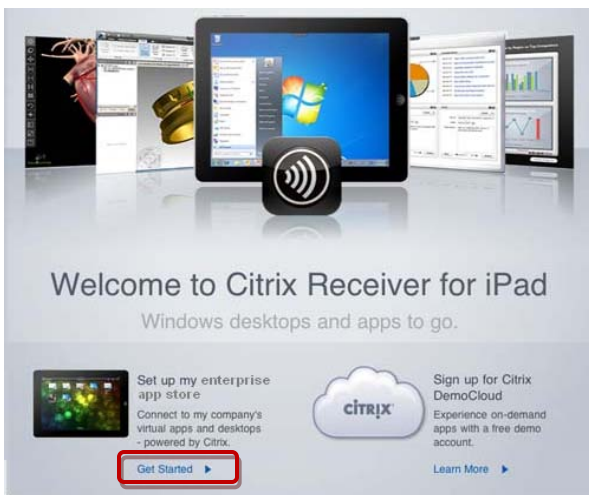 Welcome to Citrix Receiver for iPad
Windows desktops and apps to go.
Set up my enterprise
app store
Connect to my company's
virtual apps and desktops
- powered by Citrix.
Get Started
CITRIX
Sign up for Citrix
DemoCloud
Experience on-demand
apps with a free demo
account.
Learn More